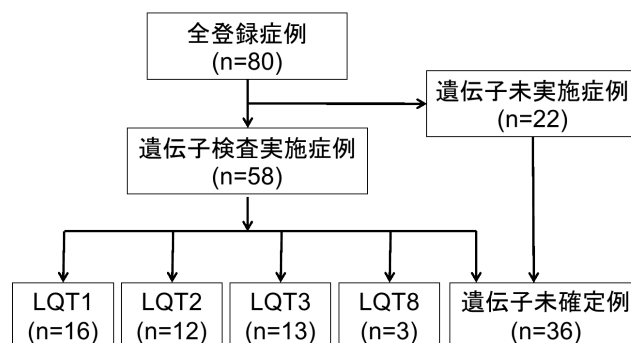 全登録症例
(n=80)
遺伝子未実施症例
(n=22)
遺伝子検査実施症例
(n=58)
LQT1
(n=16)
LQT2
(n=12)
LQT3
(n=13)
LQT8
(n=3)
遺伝子未確定例
(n=36)